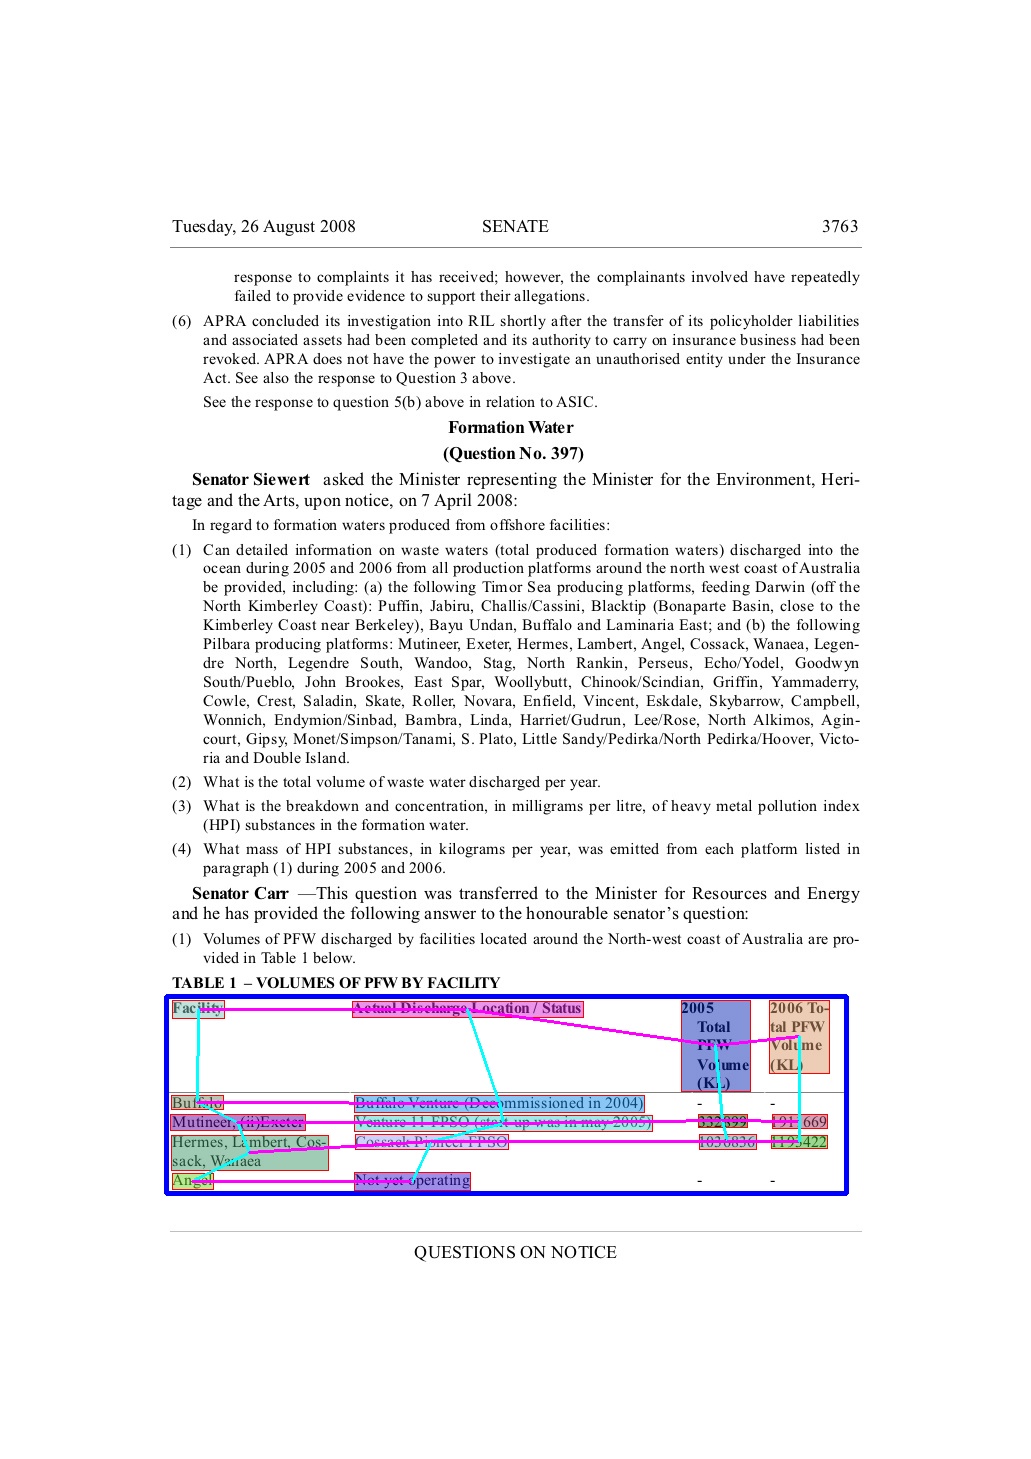 Tuesday, 26 August 2008 SENATE 3763
response to complaints it has received; however, the complainants involved have repeatedly
failed to provide evidence to support their allegations.
(6) APRA concluded its investigation into RIL shortly after the transfer of its policyholder liabilities
and associated assets had been completed and its authority to carry on insurance business had been
revoked. APRA does not have the power to investigate an unauthorised entity under the Insurance
Act. See also the response to Question 3 above.
See the response to question 5(b) above in relation to ASIC.
Formation Water
(Question No. 397)
Senator Siewert asked the Minister representing the Minister for the Environment, Heri-
tage and the Arts, upon notice, on 7 April 2008:
In regard to formation waters produced from offshore facilities:
(1) Can detailed information on waste waters (total produced formation waters) discharged into the
ocean during 2005 and 2006 from all production platforms around the north west coast of Australia
be provided, including: (a) the following Timor Sea producing platforms, feeding Darwin (off the
North Kimberley Coast): Puffin, Jabiru, Challis/Cassini, Blacktip (Bonaparte Basin, close to the
Kimberley Coast near Berkeley), Bayu Undan, Buffalo and Laminaria East; and (b) the following
Pilbara producing platforms: Mutineer, Exeter, Hermes, Lambert, Angel, Cossack, Wanaea, Legen-
dre North, Legendre South, Wandoo, Stag, North Rankin, Perseus, Echo/Yodel, Goodwyn
South/Pueblo, John Brookes, East Spar, Woollybutt, Chinook/Scindian, Griffin, Yammaderry,
Cowle, Crest, Saladin, Skate, Roller, Novara, Enfield, Vincent, Eskdale, Skybarrow, Campbell,
Wonnich, Endymion/Sinbad, Bambra, Linda, Harriet/Gudrun, Lee/Rose, North Alkimos, Agin-
court, Gipsy, Monet/Simpson/Tanami, S. Plato, Little Sandy/Pedirka/North Pedirka/Hoover, Victo-
ria and Double Island.
(2) What is the total volume of waste water discharged per year.
(3) What is the breakdown and concentration, in milligrams per litre, of heavy metal pollution index
(HPI) substances in the formation water.
(4) What mass of HPI substances, in kilograms per year, was emitted from each platform listed in
paragraph (1) during 2005 and 2006.
Senator Carr —This question was transferred to the Minister for Resources and Energy
and he has provided the following answer to the honourable senator's question:
(1) Volumes of PFW discharged by facilities located around the North-west coast of Australia are pro-
vided in Table 1 below.
TABLE 1 – VOLUMES OF PFW BY FACILITY
Facility Actual Discharge Location / Status 2005 2006 To-
Total tal PFW
PFW Volume
Volume (KL)
(KL)
Buffalo Buffalo Venture (Decommissioned in 2004) - -
Mutineer, (ii)Exeter Venture 11 FPSO (start up was in may 2005) 332899 1913669
Hermes, Lambert, Cos- Cossack Pioneer FPSO 1036836 1193422
sack, Wanaea
Angel Not yet operating - -
QUESTIONS ON NOTICE